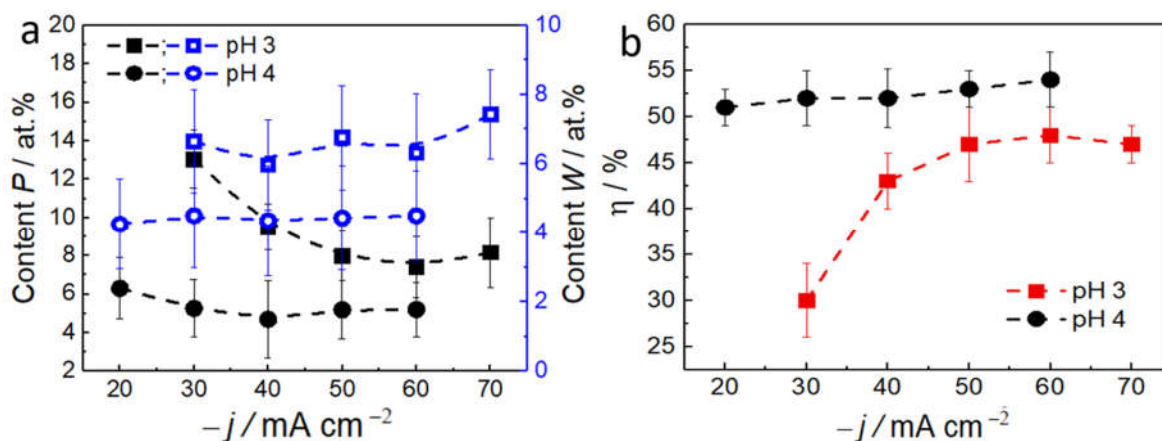 a
20
18
16
14
12
10
8
6
4
2
Content P / at.%
; pH 3
; pH 4
10
8
6
4
2
0
Content W / at.%
20 30 40 50 60 70
–j / mA cm⁻²
b
60
55
50
45
40
35
30
25
η / %
pH 3
pH 4
20 30 40 50 60 70
–j / mA cm⁻²